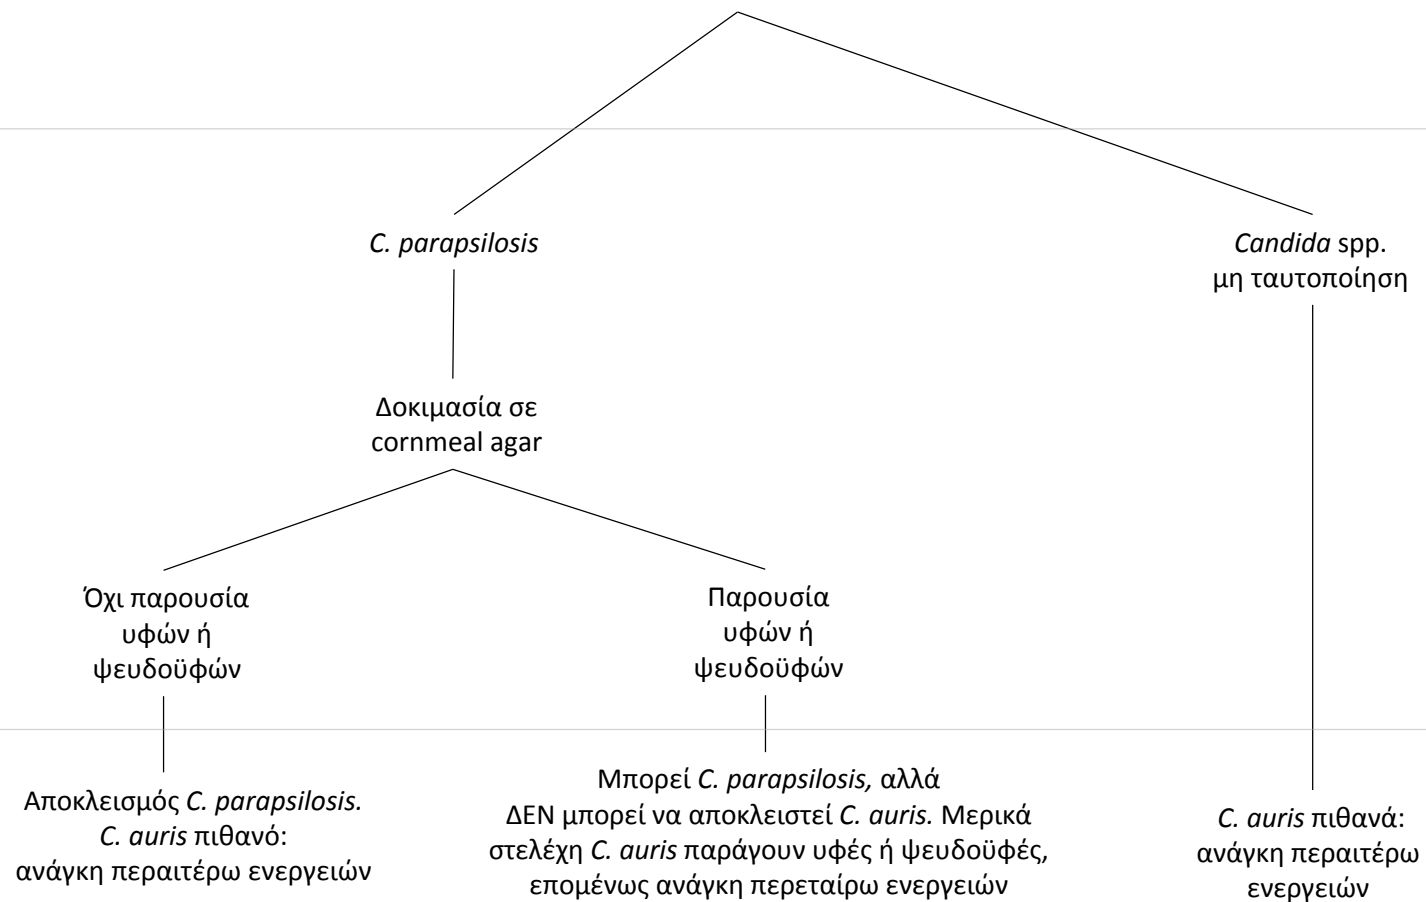 C. parapsilosis
Candida spp.
μη ταυτοποίηση
Δοκιμασία σε
cornmeal agar
Όχι παρουσία
υφών ή
ψευδοϋφών
Παρουσία
υφών ή
ψευδοϋφών
Αποκλεισμός C. parapsilosis.
C. auris πιθανό:
ανάγκη περαιτέρω ενεργειών
Μπορεί C. parapsilosis, αλλά
ΔΕΝ μπορεί να αποκλειστεί C. auris. Μερικά
στελέχη C. auris παράγουν υφές ή ψευδοϋφές,
επομένως ανάγκη περεταίρω ενεργειών
C. auris πιθανά:
ανάγκη περαιτέρω
ενεργειών